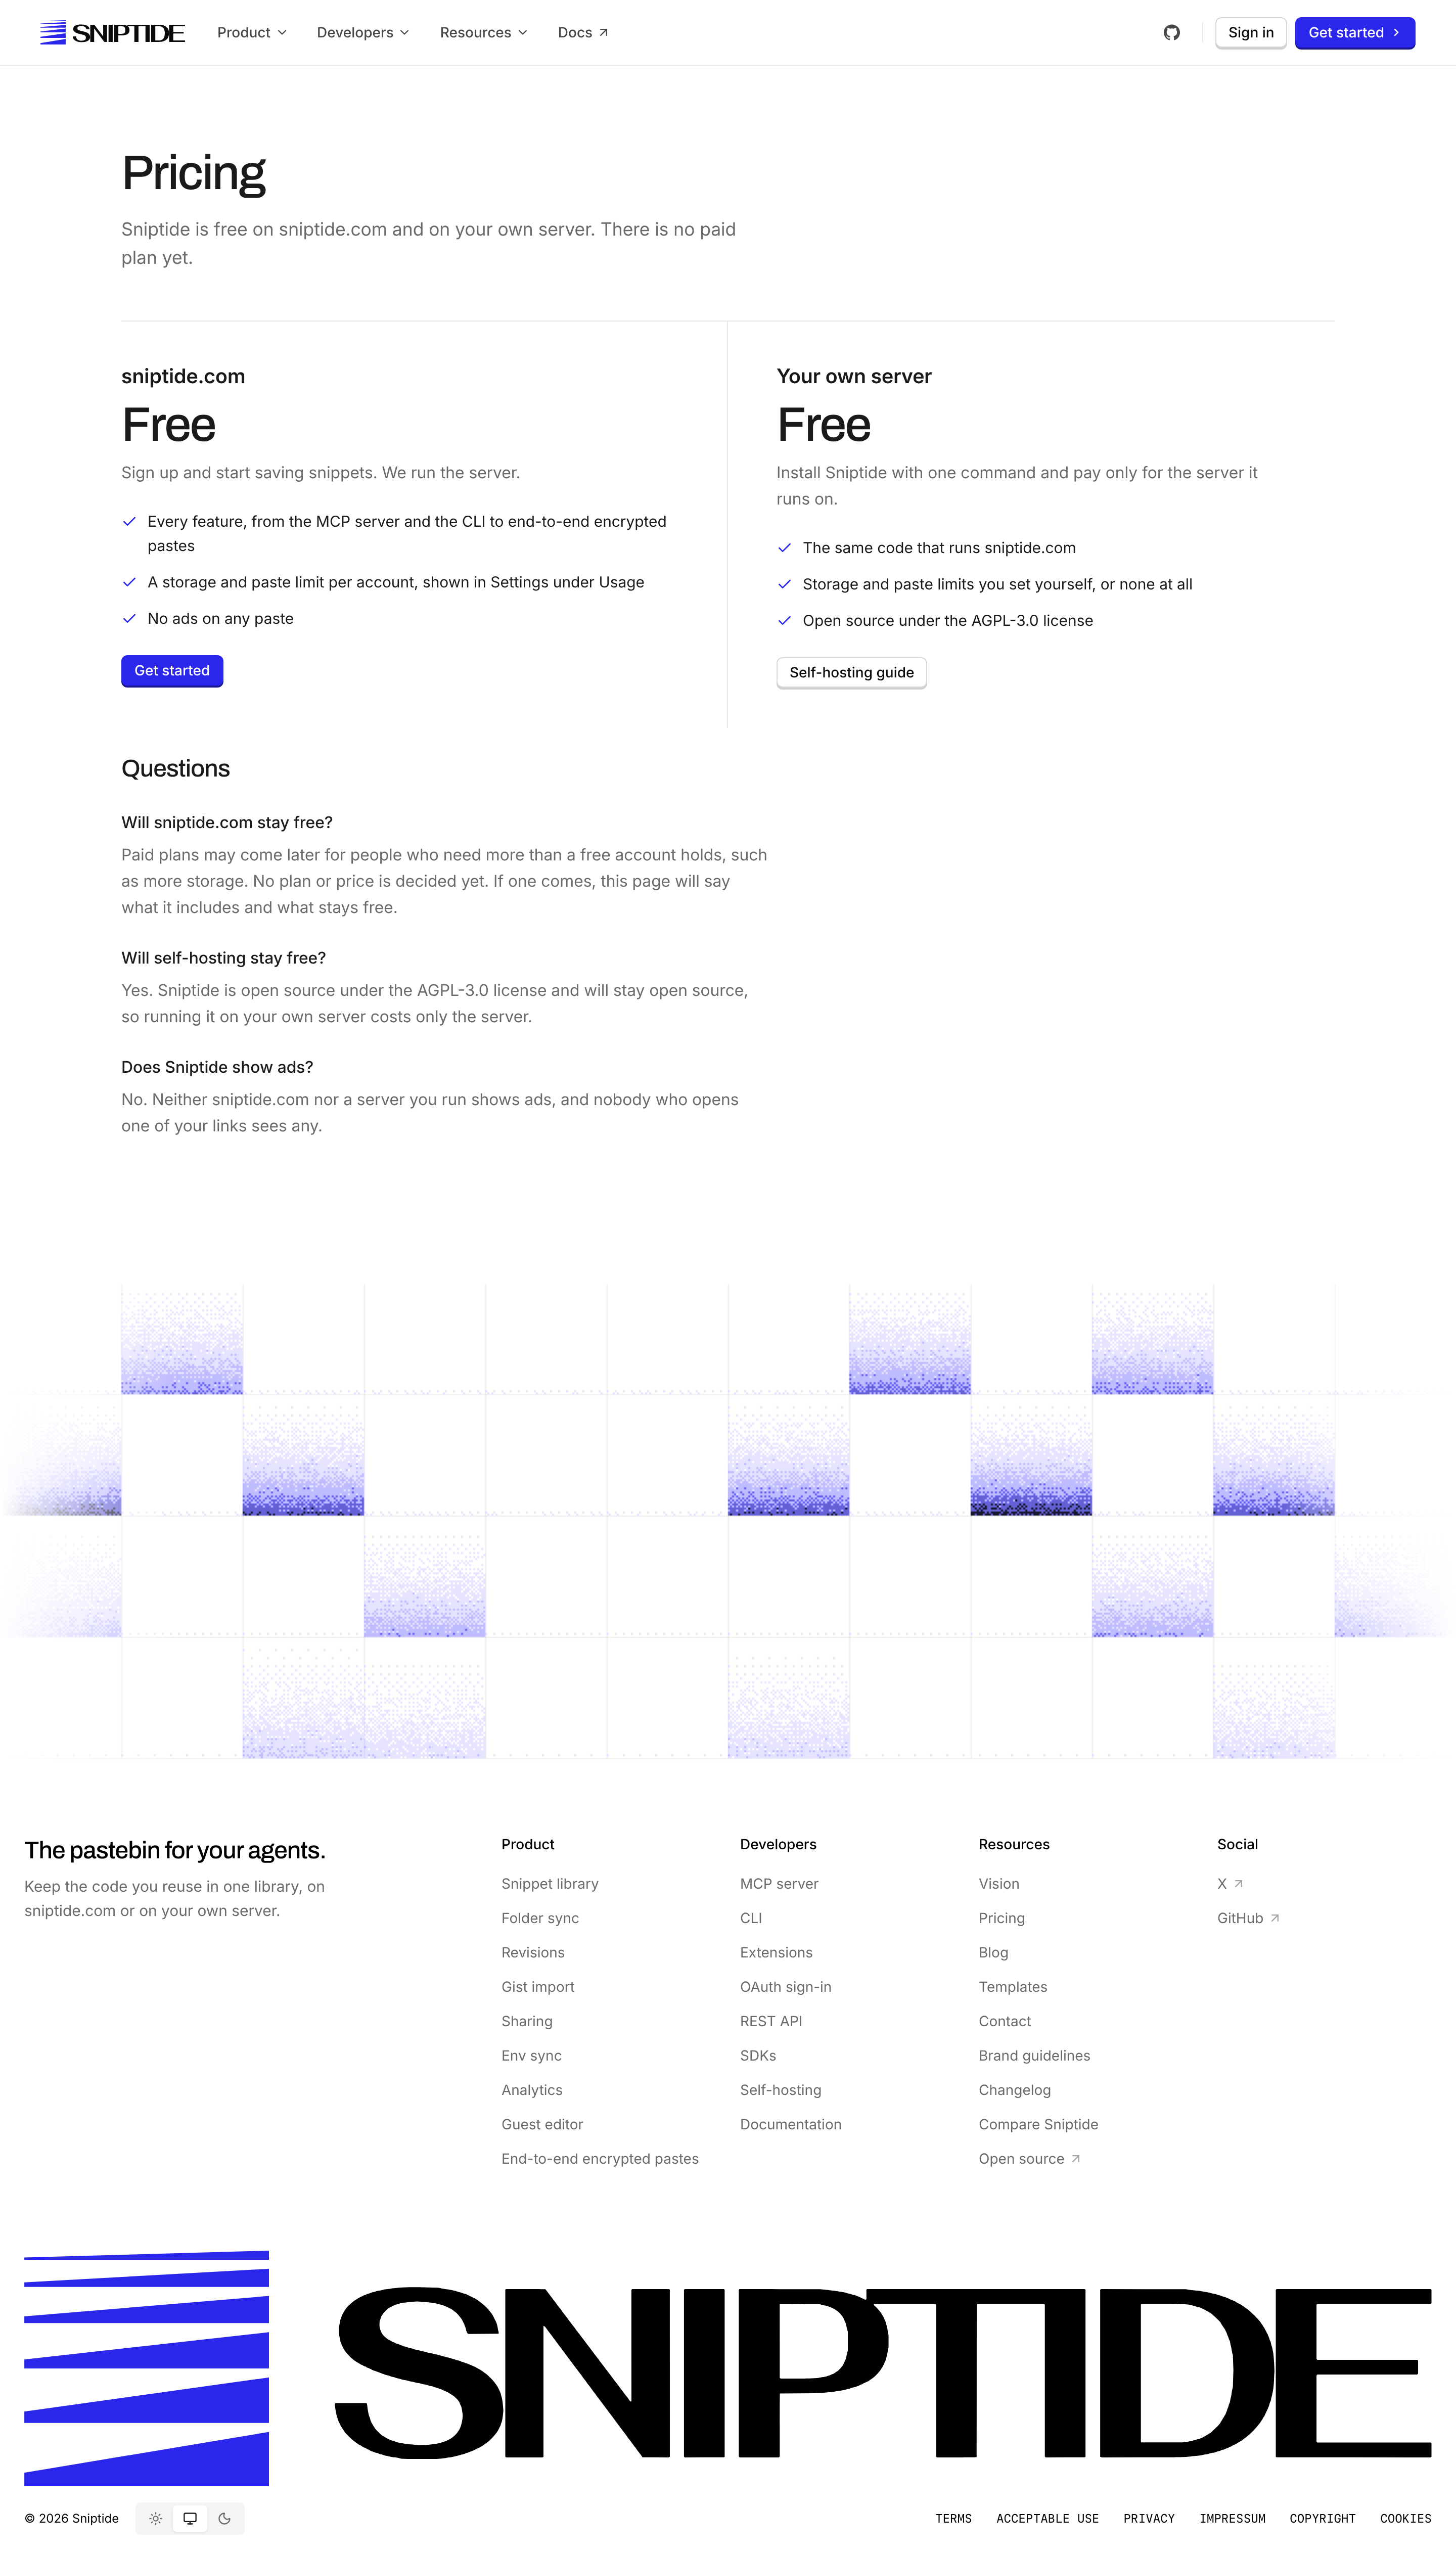 SNIPTIDE
Product
Developers
Resources
Docs
Sign in
Get started
Pricing
Sniptide is free on sniptide.com and on your own server. There is no paid
plan yet.
sniptide.com
Free
Sign up and start saving snippets. We run the server.
Every feature, from the MCP server and the CLI to end-to-end encrypted
pastes
A storage and paste limit per account, shown in Settings under Usage
No ads on any paste
Get started
Your own server
Free
Install Sniptide with one command and pay only for the server it
runs on.
The same code that runs sniptide.com
Storage and paste limits you set yourself, or none at all
Open source under the AGPL-3.0 license
Self-hosting guide
Questions
Will sniptide.com stay free?
Paid plans may come later for people who need more than a free account holds, such
as more storage. No plan or price is decided yet. If one comes, this page will say
what it includes and what stays free.
Will self-hosting stay free?
Yes. Sniptide is open source under the AGPL-3.0 license and will stay open source,
so running it on your own server costs only the server.
Does Sniptide show ads?
No. Neither sniptide.com nor a server you run shows ads, and nobody who opens
one of your links sees any.
The pastebin for your agents.
Keep the code you reuse in one library, on
sniptide.com or on your own server.
Product
Snippet library
Folder sync
Revisions
Gist import
Sharing
Env sync
Analytics
Guest editor
End-to-end encrypted pastes
Developers
MCP server
CLI
Extensions
OAuth sign-in
REST API
SDKs
Self-hosting
Documentation
Resources
Vision
Pricing
Blog
Templates
Contact
Brand guidelines
Changelog
Compare Sniptide
Open source
Social
X
GitHub
SNIPTIDE
© 2026 Sniptide
TERMS
ACCEPTABLE USE
PRIVACY
IMPRESSUM
COPYRIGHT
COOKIES